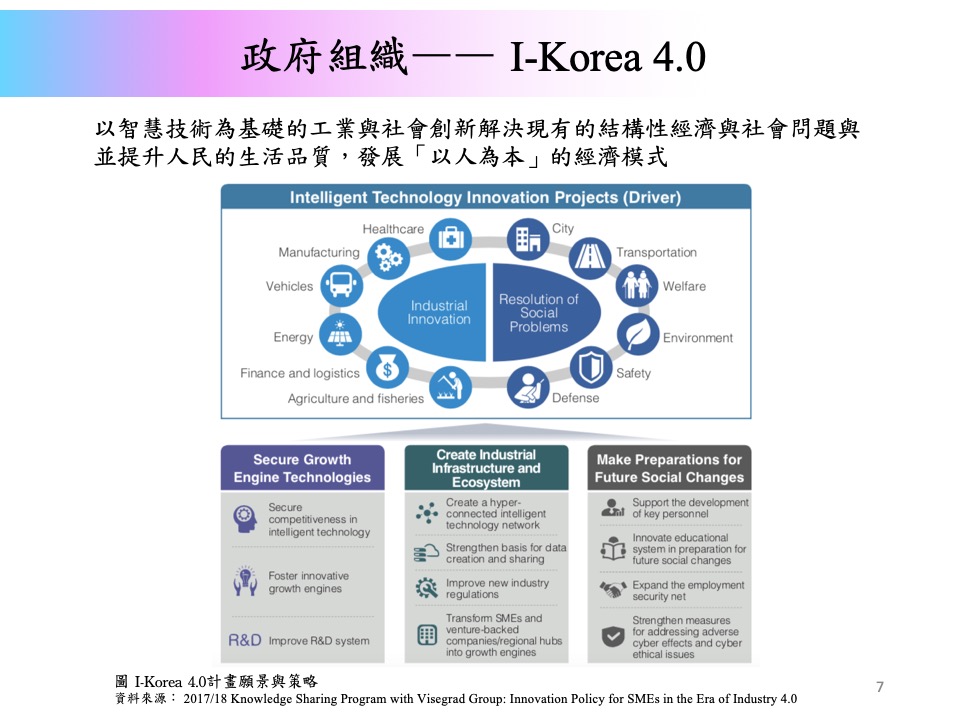 政府組織—— I-Korea 4.0
以智慧技術為基礎的工業與社會創新解決現有的結構性經濟與社會問題與
並提升人民的生活品質，發展「以人為本」的經濟模式
Intelligent Technology Innovation Projects (Driver)
Healthcare
Manufacturing
Vehicles
Energy
Finance and logistics
Agriculture and fisheries
Industrial
Innovation
Resolution of
Social
Problems
City
Transportation
Welfare
Environment
Safety
Defense
Secure Growth
Engine Technologies
Secure
competitiveness in
intelligent technology
Foster innovative
growth engines
R&D Improve R&D system
Create Industrial
Infrastructure and
Ecosystem
Create a hyper-
connected intelligent
technology network
Strengthen basis for data
creation and sharing
Improve new industry
regulations
Transform SMEs and
venture-backed
companies/regional hubs
into growth engines
Make Preparations for
Future Social Changes
Support the development
of key personnel
Innovate educational
system in preparation for
future social changes
Expand the employment
security net
Strengthen measures
for addressing adverse
cyber effects and cyber
ethical issues
圖 I-Korea 4.0計畫願景與策略
資料來源： 2017/18 Knowledge Sharing Program with Visegrad Group: Innovation Policy for SMEs in the Era of Industry 4.0
7